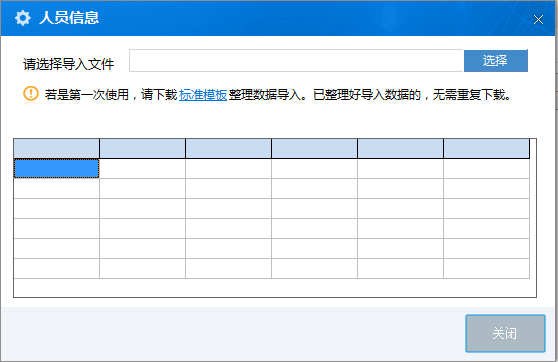 人员信息
请选择导入文件 选择
若是第一次使用，请下载 标准模板 整理数据导入。已整理好导入数据的，无需重复下载。
关闭